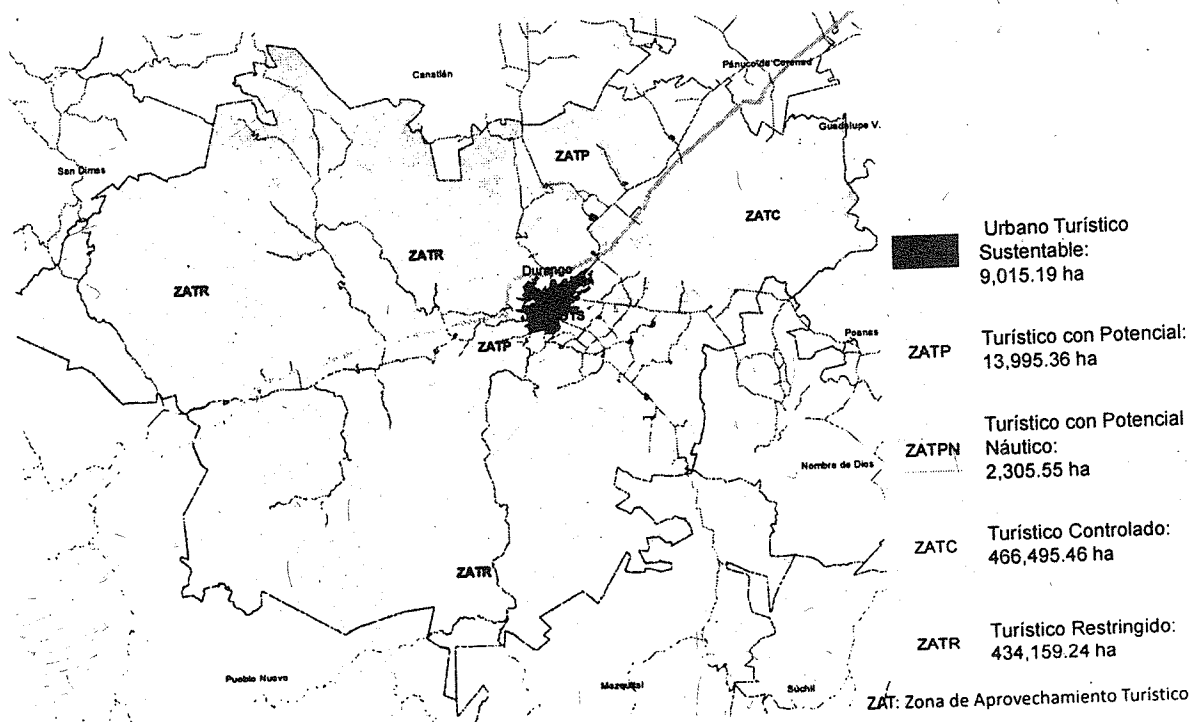 Canatlán
Pánuco de Coronado
Guadalupe V.
San Dimas
ZATP
ZATC
ZATR
Durango
ZATR
UTS
ZATP
Poanas
Nombre de Dios
ZATR
Pueblo Nuevo
Mezquital
Súchil
Urbano Turístico
Sustentable:
9,015.19 ha
ZATP
Turístico con Potencial:
13,995.36 ha
ZATPN
Turístico con Potencial
Náutico:
2,305.55 ha
ZATC
Turístico Controlado:
466,495.46 ha
ZATR
Turístico Restringido:
434,159.24 ha
ZAT: Zona de Aprovechamiento Turístico